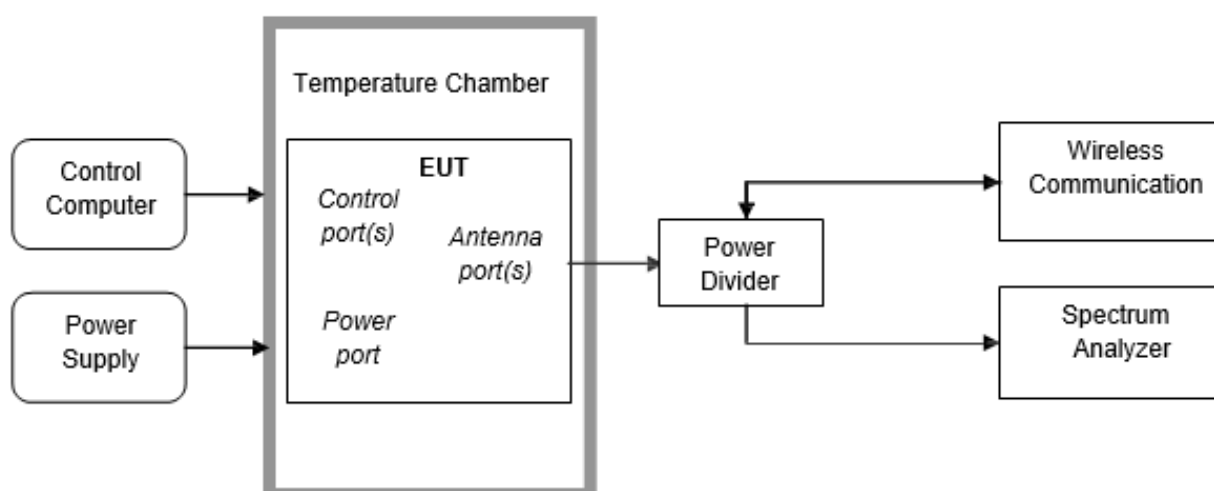 Temperature Chamber
Control
Computer
EUT
Control
port(s)
Antenna
port(s)
Power
port
Power
Supply
Power
Divider
Wireless
Communication
Spectrum
Analyzer